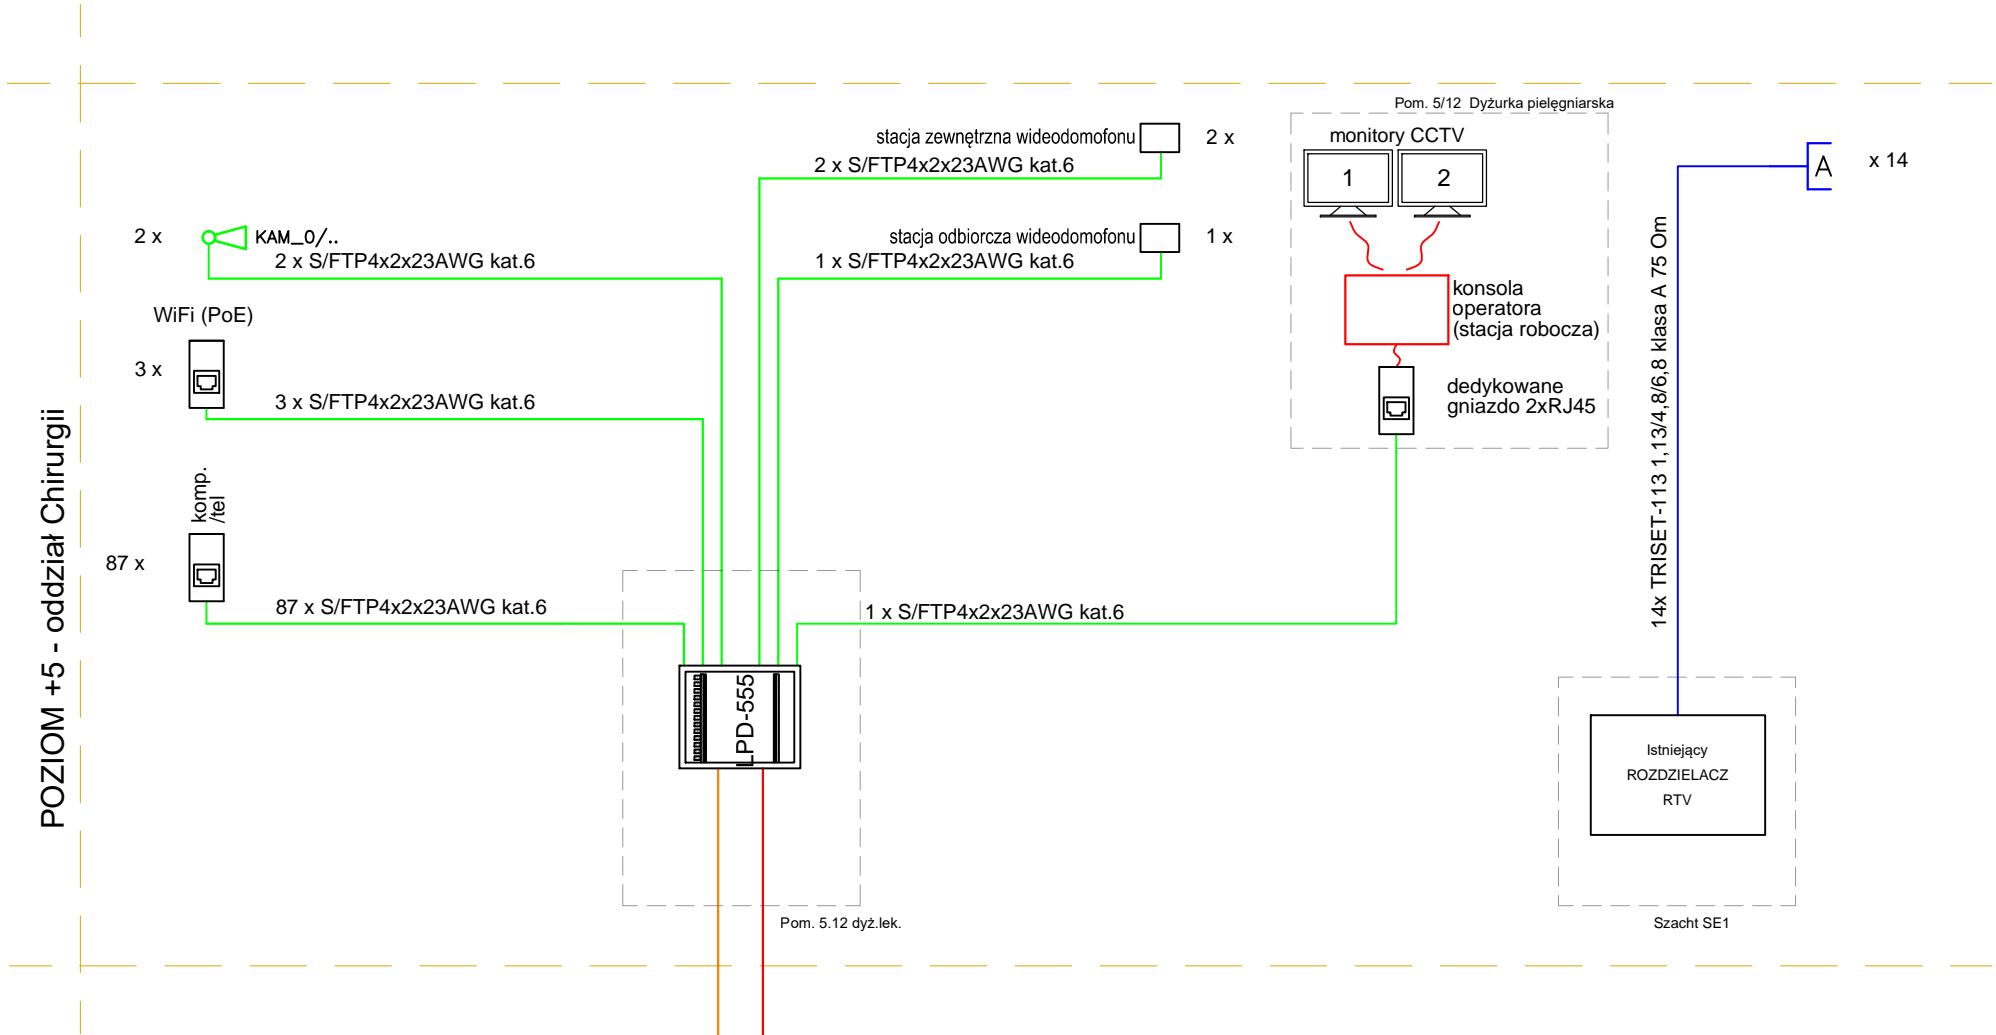 Pom. 5/12  Dyżurka pielęgniarska
stacja zewnętrzna wideodomofonu
2 x
2 x S/FTP4x2x23AWG kat.6
monitory CCTV
1
2
A
x 14
2 x
KAM_0/..
2 x S/FTP4x2x23AWG kat.6
stacja odbiorcza wideodomofonu
1 x
1 x S/FTP4x2x23AWG kat.6
konsola
operatora
(stacja robocza)
WiFi (PoE)
3 x
3 x S/FTP4x2x23AWG kat.6
dedykowane
gniazdo 2xRJ45
14x TRISET-113 1,13/4,8/6,8 klasa A 75 Om
komp.
/tel
87 x
87 x S/FTP4x2x23AWG kat.6
1 x S/FTP4x2x23AWG kat.6
POZIOM +5 - oddział Chirurgii
LPD-555
Istniejący
ROZDZIELACZ
RTV
Pom. 5.12 dyż.lek.
Szacht SE1